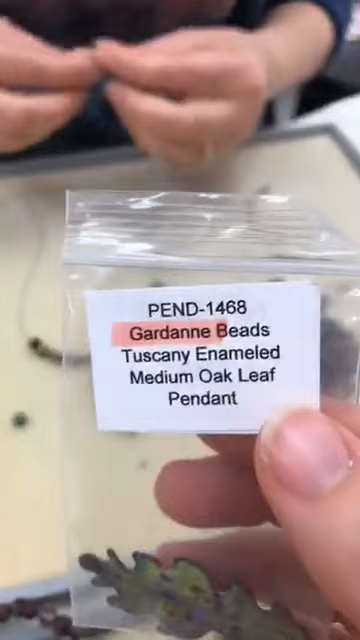 PEND-1468
Gardanne Beads
Tuscany Enameled
Medium Oak Leaf
Pendant